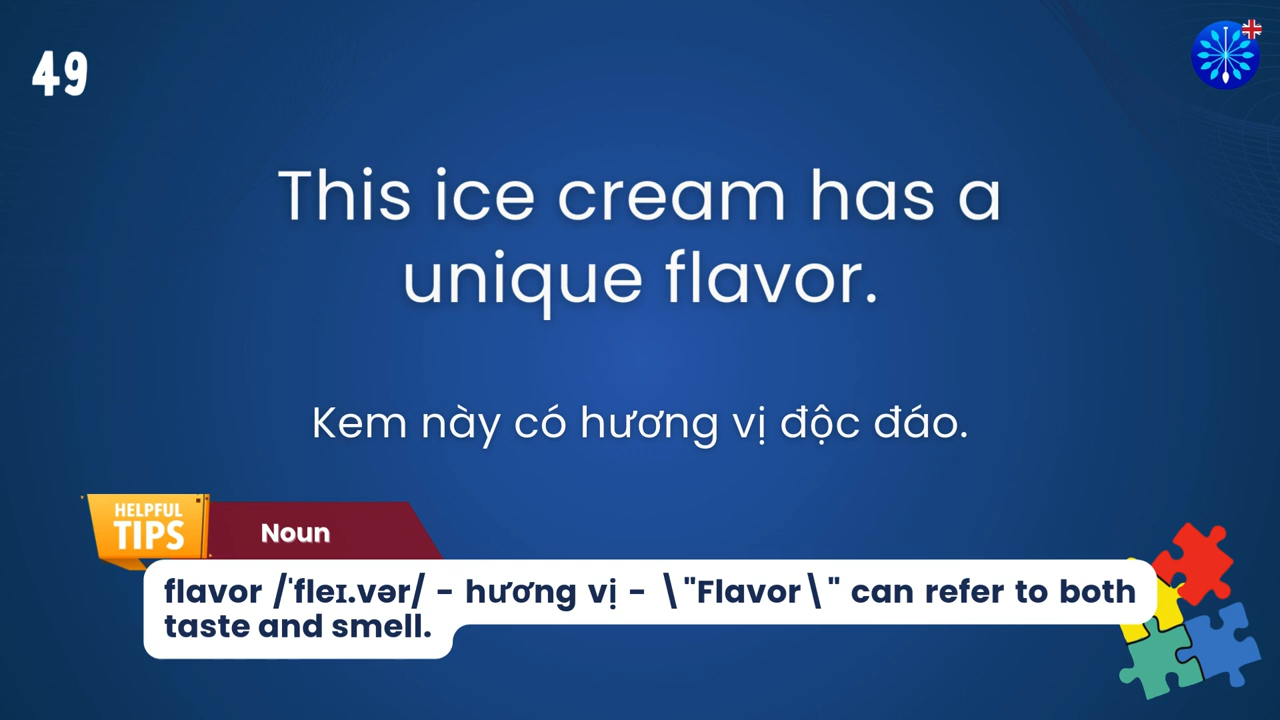 49
This ice cream has a
unique flavor.
Kem này có hương vị độc đáo.
HELPFUL
TIPS
Noun
flavor /ˈfleɪ.vər/ - hương vị - \"Flavor\" can refer to both
taste and smell.